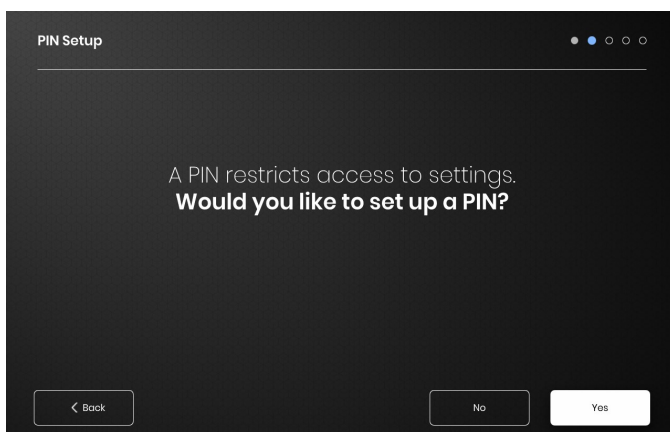 PIN Setup
A PIN restricts access to settings.
Would you like to set up a PIN?
Back
No
Yes